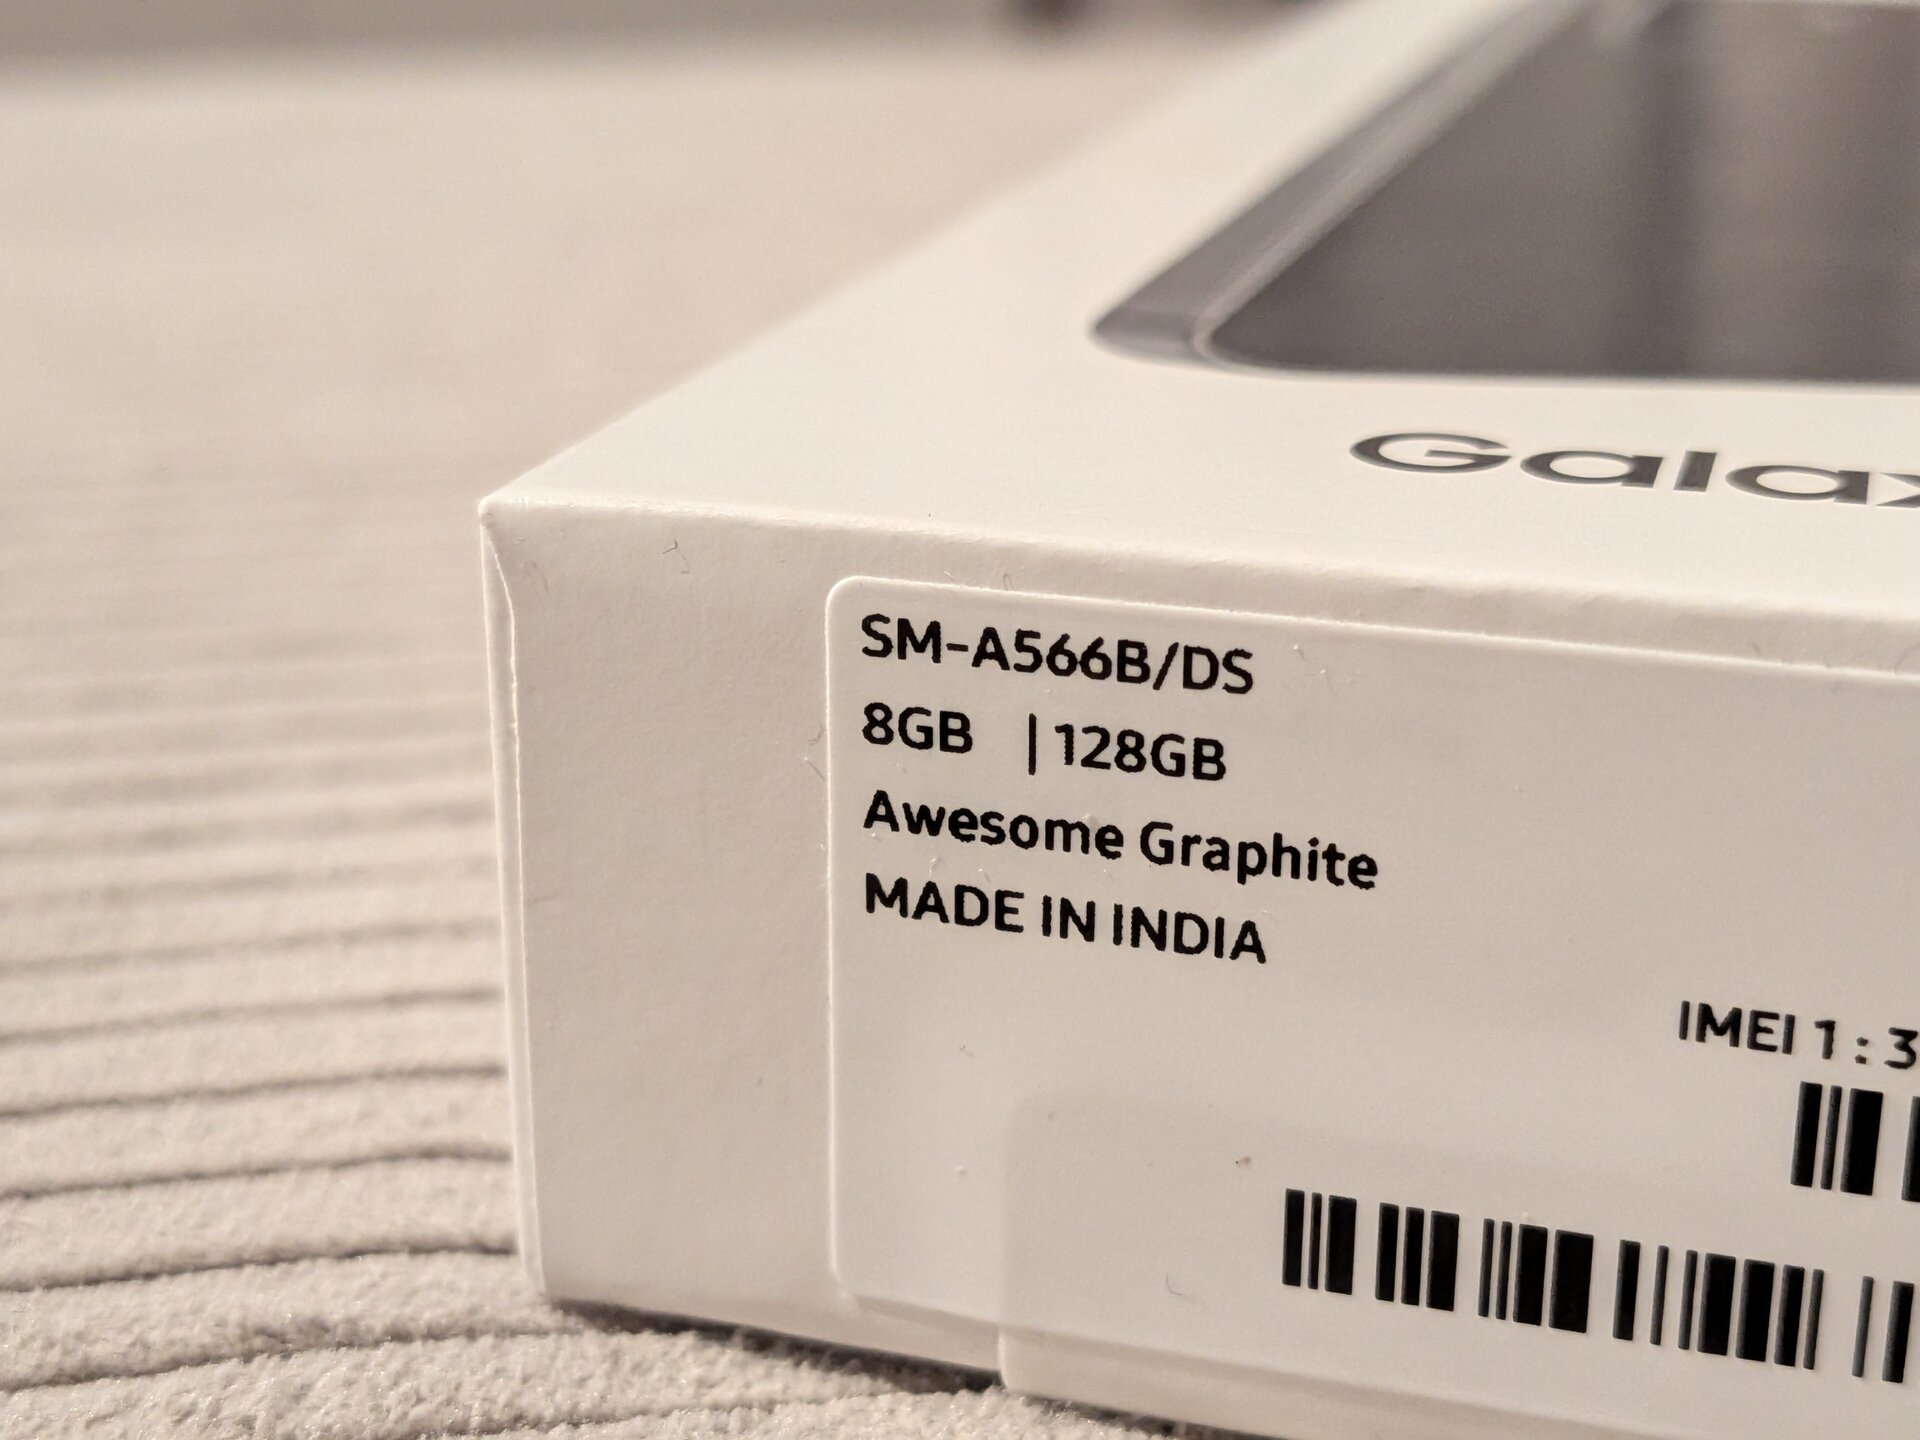 Galax
SM-A566B/DS
8GB | 128GB
Awesome Graphite
MADE IN INDIA
IMEI 1 : 3